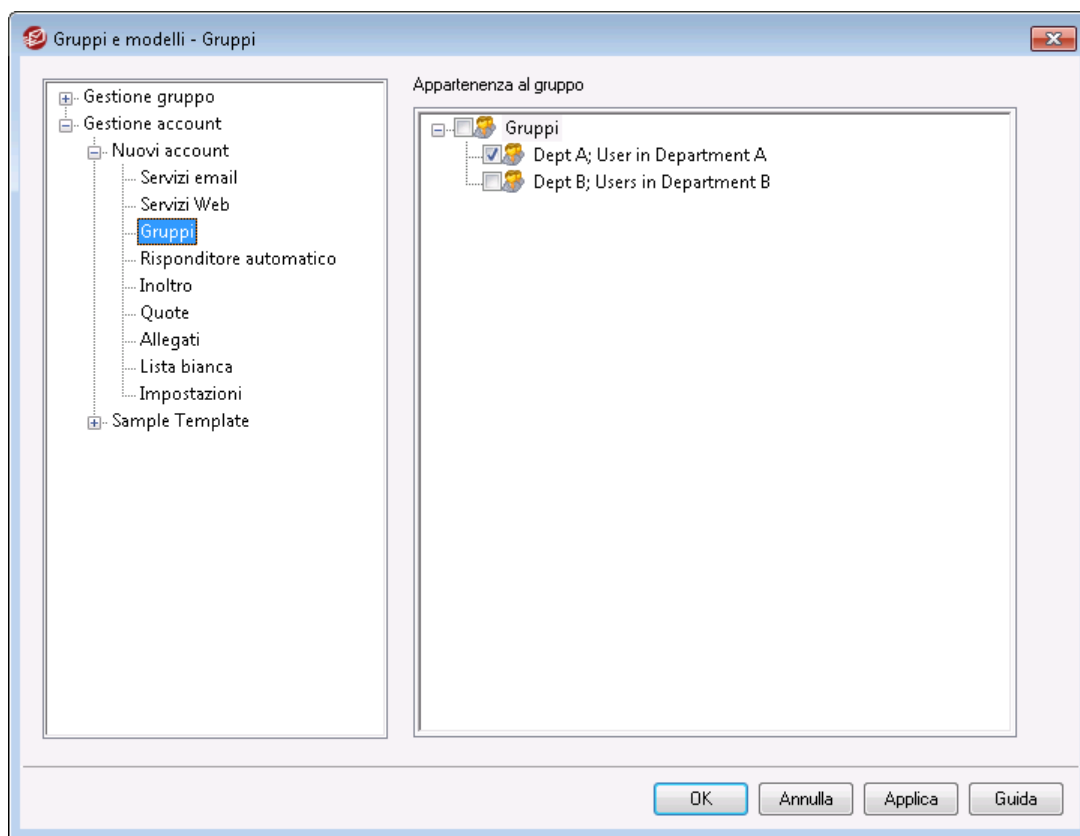 Gruppi e modelli - Gruppi
Gestione gruppo
Gestione account
Nuovi account
Servizi email
Servizi Web
Gruppi
Risponditore automatico
Inoltro
Quote
Allegati
Lista bianca
Impostazioni
Sample Template
Appartenenza al gruppo
Gruppi
Dept A; User in Department A
Dept B; Users in Department B
OK
Annulla
Applica
Guida